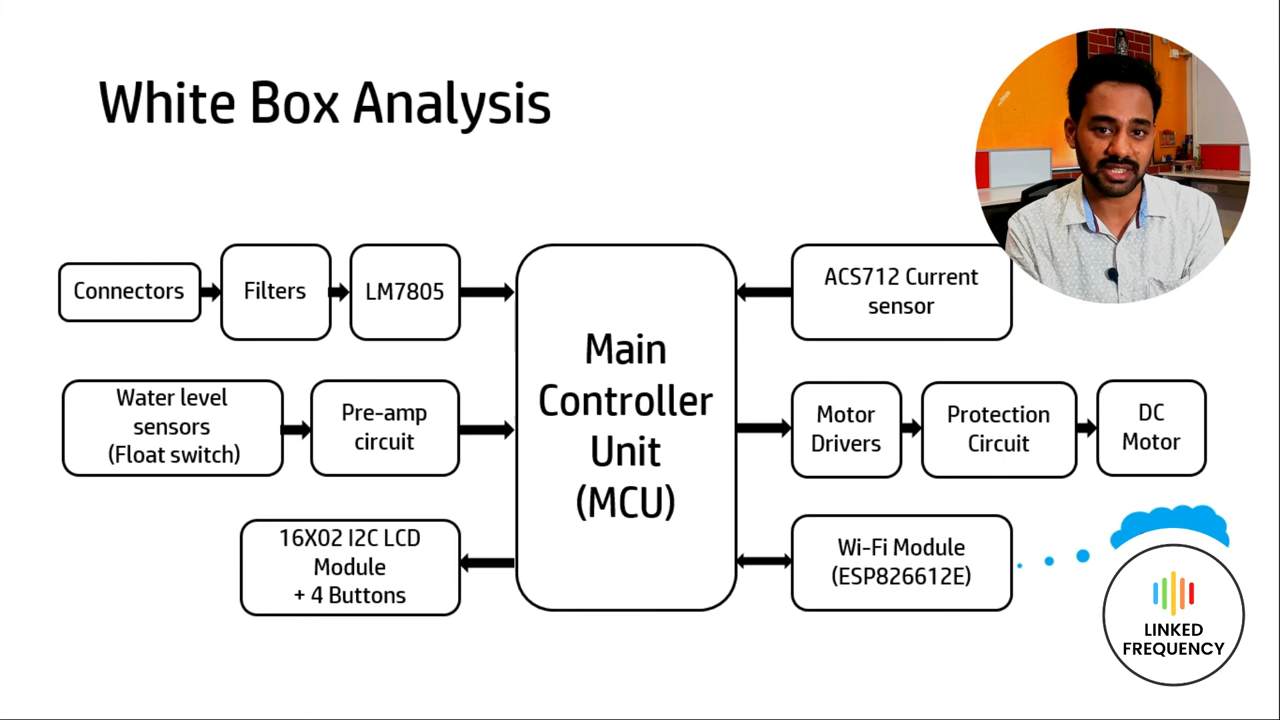 White Box Analysis
Connectors
Filters
LM7805
Main
Controller
Unit
(MCU)
ACS712 Current
sensor
Water level
sensors
(Float switch)
Pre-amp
circuit
Motor
Drivers
Protection
Circuit
DC
Motor
16X02 I2C LCD
Module
+ 4 Buttons
Wi-Fi Module
(ESP826612E)
LINKED
FREQUENCY